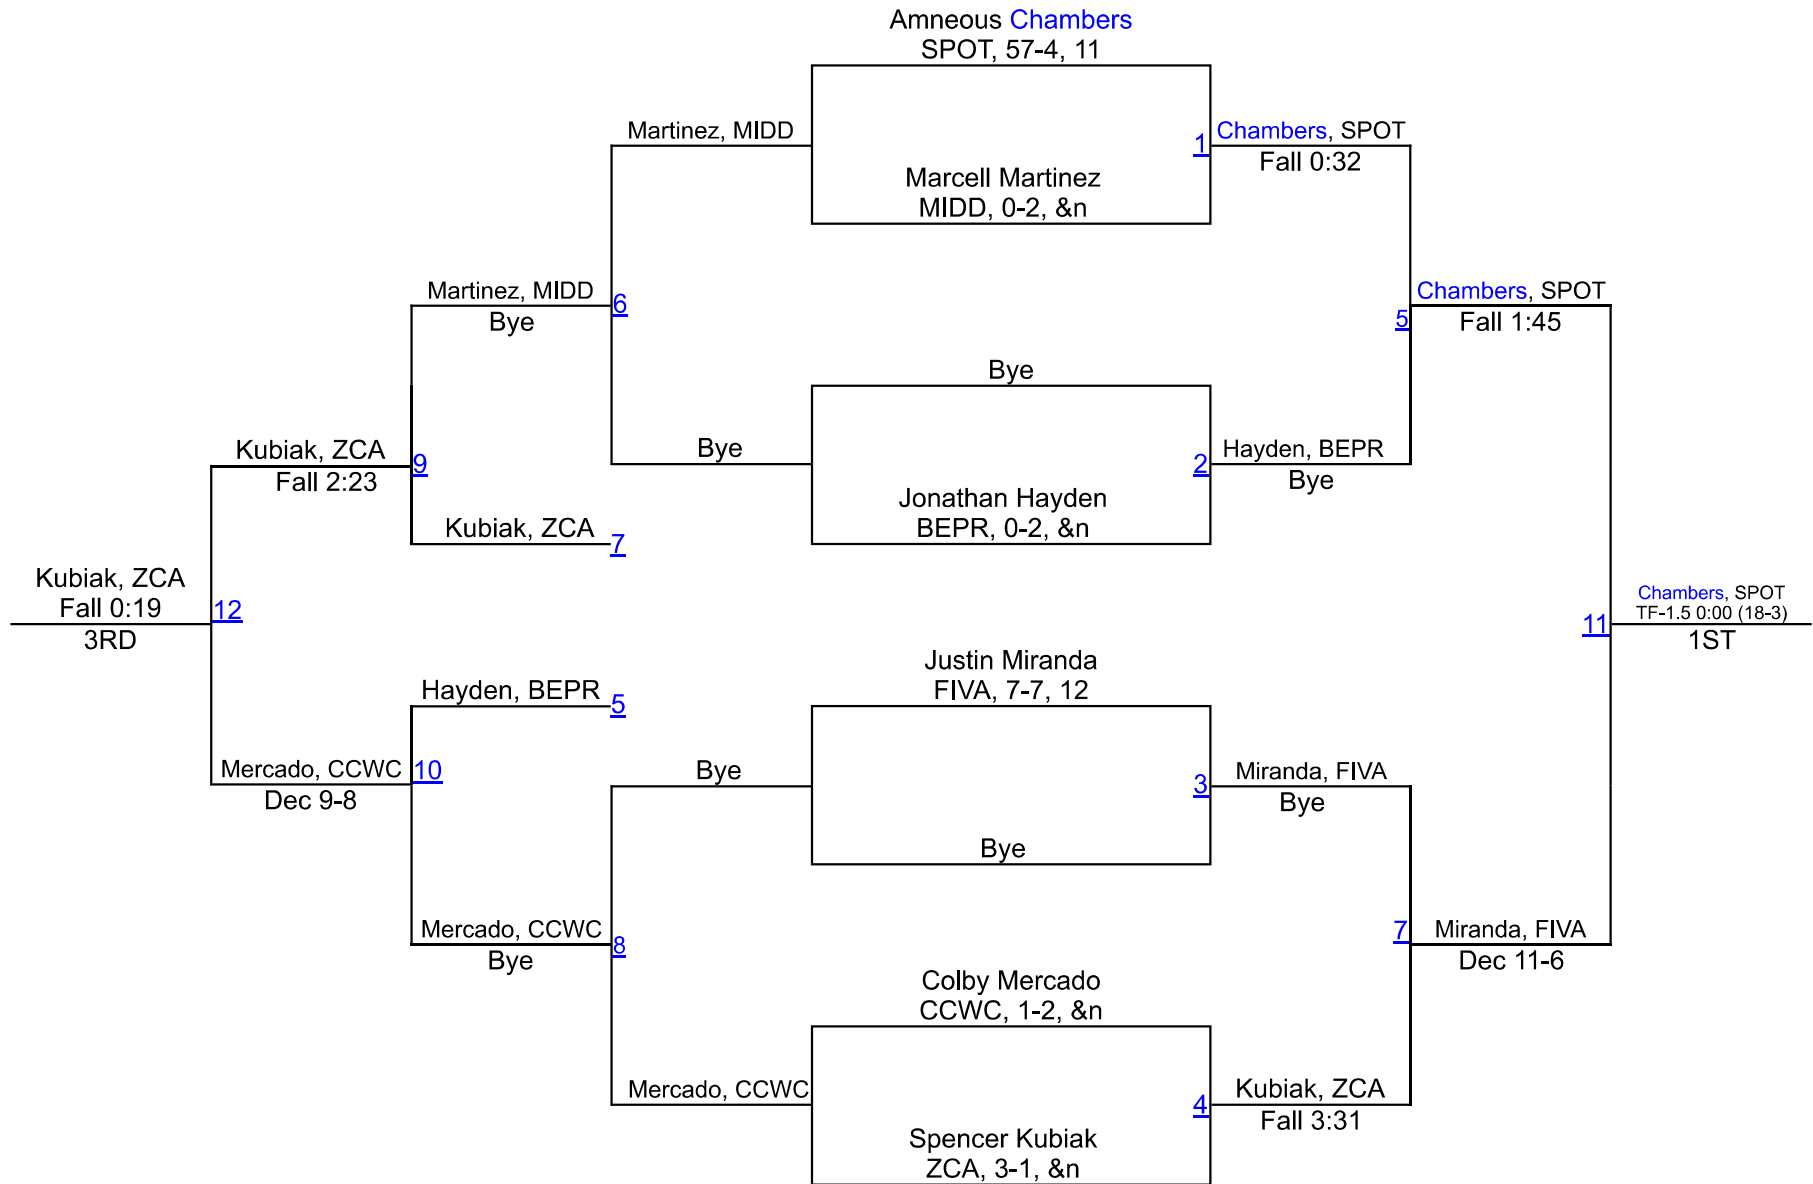 Amneous Chambers
SPOT, 57-4, 11
Martinez, MIDD
1
Chambers, SPOT
Fall 0:32
Marcell Martinez
MIDD, 0-2, &n
Martinez, MIDD
Bye
6
Chambers, SPOT
Fall 1:45
5
Bye
Kubiak, ZCA
Fall 2:23
9
Bye
2
Hayden, BEPR
Bye
Jonathan Hayden
BEPR, 0-2, &n
Kubiak, ZCA
7
Kubiak, ZCA
Fall 0:19
3RD
12
Chambers, SPOT
TF-1.5 0:00 (18-3)
1ST
11
Justin Miranda
FIVA, 7-7, 12
Hayden, BEPR
5
Mercado, CCWC
Dec 9-8
10
Bye
3
Miranda, FIVA
Bye
Bye
Mercado, CCWC
Bye
8
7
Miranda, FIVA
Dec 11-6
Colby Mercado
CCWC, 1-2, &n
Mercado, CCWC
4
Kubiak, ZCA
Fall 3:31
Spencer Kubiak
ZCA, 3-1, &n